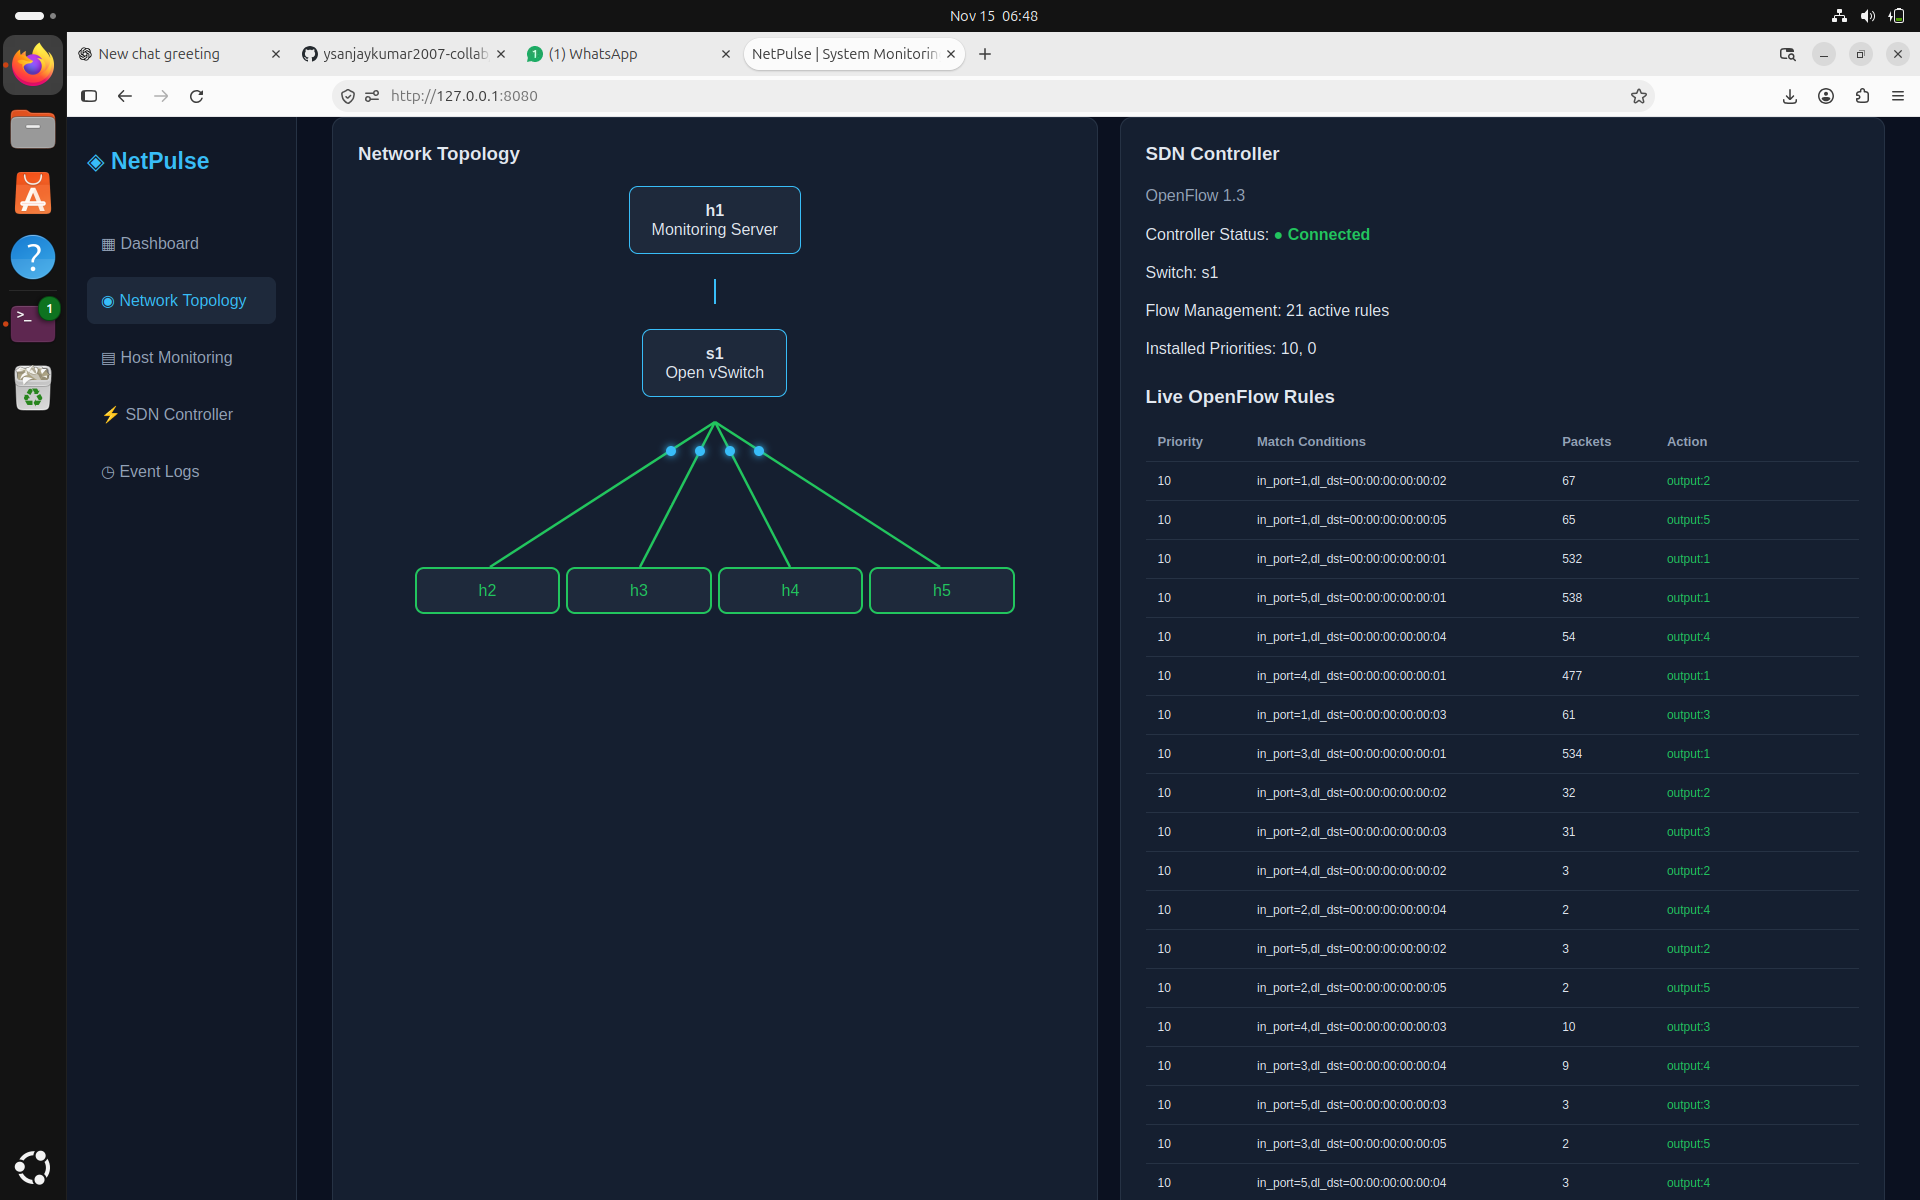 Nov 15 06:48
New chat greeting
ysanjaykumar2007-collab
(1) WhatsApp
NetPulse | System Monitorin
http://127.0.0.1:8080
1
NetPulse
Dashboard
Network Topology
Host Monitoring
SDN Controller
Event Logs
Network Topology
h1
Monitoring Server
s1
Open vSwitch
h2 h3 h4 h5
SDN Controller
OpenFlow 1.3
Controller Status: ● Connected
Switch: s1
Flow Management: 21 active rules
Installed Priorities: 10, 0
Live OpenFlow Rules
Priority Match Conditions Packets Action
10 in_port=1,dl_dst=00:00:00:00:00:02 67 output:2
10 in_port=1,dl_dst=00:00:00:00:00:05 65 output:5
10 in_port=2,dl_dst=00:00:00:00:00:01 532 output:1
10 in_port=5,dl_dst=00:00:00:00:00:01 538 output:1
10 in_port=1,dl_dst=00:00:00:00:00:04 54 output:4
10 in_port=4,dl_dst=00:00:00:00:00:01 477 output:1
10 in_port=1,dl_dst=00:00:00:00:00:03 61 output:3
10 in_port=3,dl_dst=00:00:00:00:00:01 534 output:1
10 in_port=3,dl_dst=00:00:00:00:00:02 32 output:2
10 in_port=2,dl_dst=00:00:00:00:00:03 31 output:3
10 in_port=4,dl_dst=00:00:00:00:00:02 3 output:2
10 in_port=2,dl_dst=00:00:00:00:00:04 2 output:4
10 in_port=5,dl_dst=00:00:00:00:00:02 3 output:2
10 in_port=2,dl_dst=00:00:00:00:00:05 2 output:5
10 in_port=4,dl_dst=00:00:00:00:00:03 10 output:3
10 in_port=3,dl_dst=00:00:00:00:00:04 9 output:4
10 in_port=5,dl_dst=00:00:00:00:00:03 3 output:3
10 in_port=3,dl_dst=00:00:00:00:00:05 2 output:5
10 in_port=5,dl_dst=00:00:00:00:00:04 3 output:4